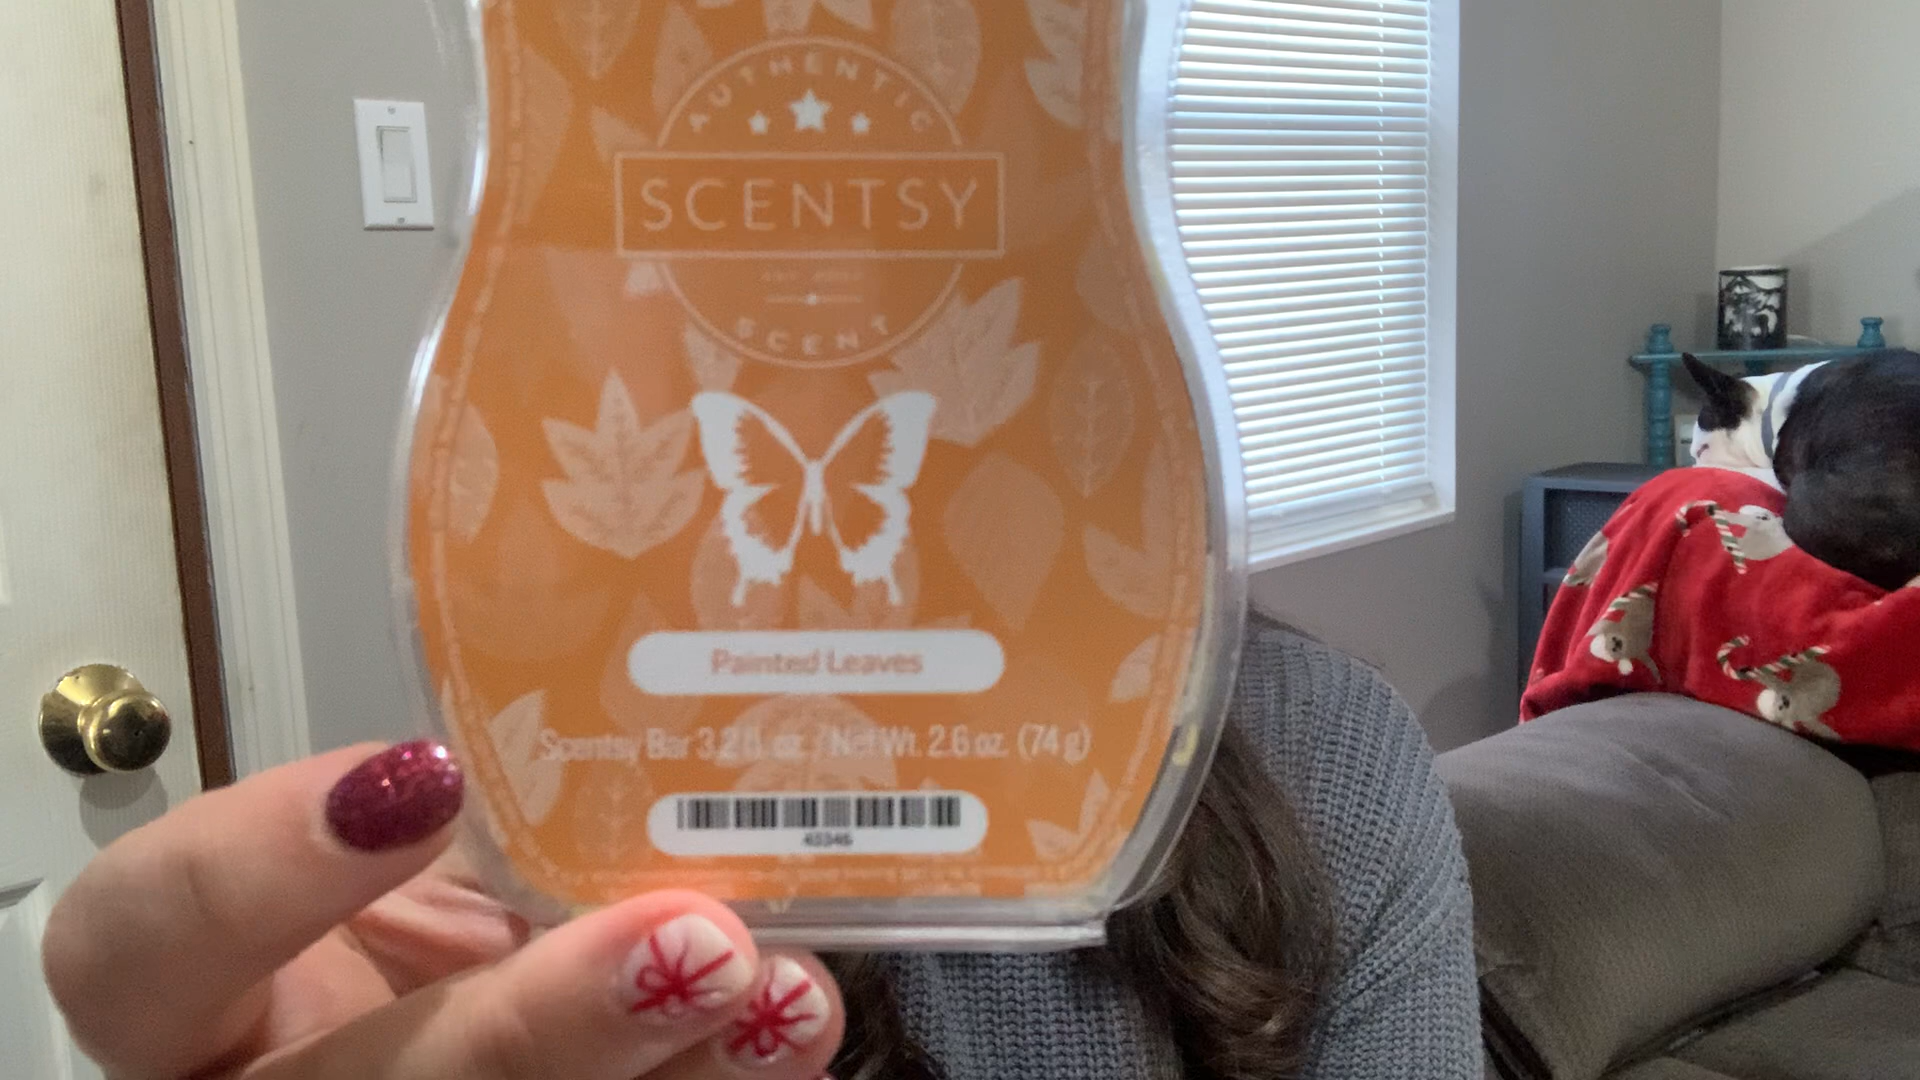 AUTHENTIC
SCENTSY
SCENT
Painted Leaves
Scentsy Bar 3.2 fl. oz. / Net Wt. 2.6 oz. (74 g)